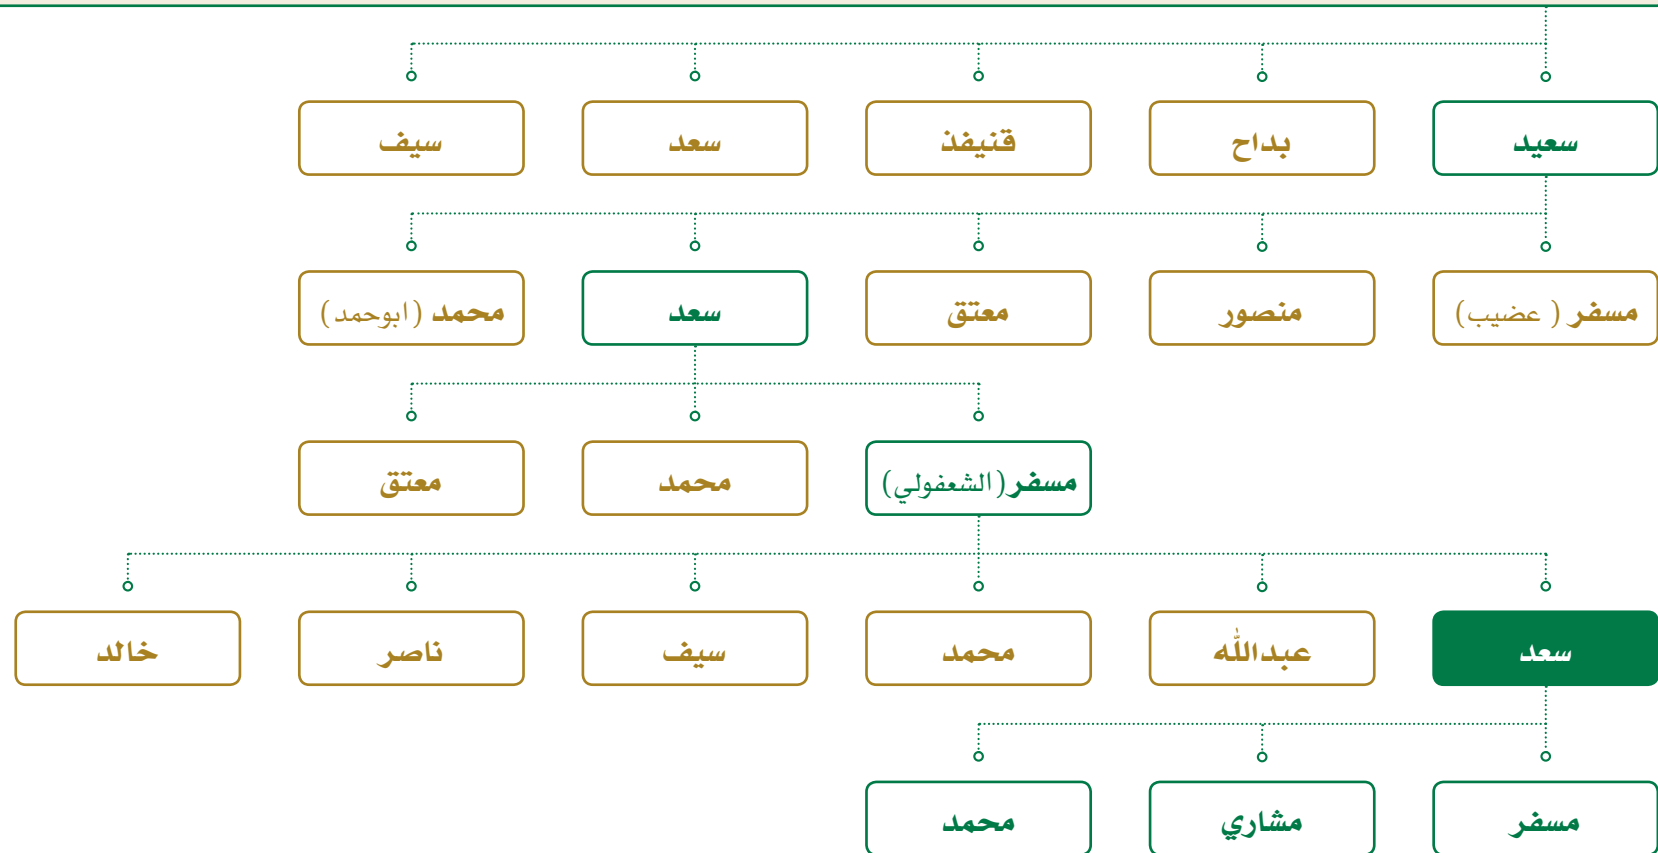 سعيد
بداح
قنيفذ
سعد
سيف
مسفر ( عضيب)
منصور
معتق
سعد
محمد (ابوحمد)
مسفر(الشعفولي)
محمد
معتق
سعد
عبدالله
محمد
سيف
ناصر
خالد
مسفر
مشاري
محمد